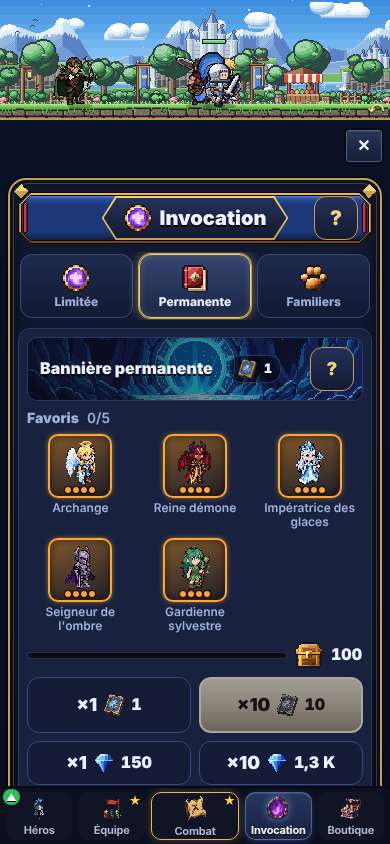 Invocation
?
Limitée
Permanente
Familiers
Bannière permanente
1
?
Favoris 0/5
Archange
Reine démone
Impératrice des
glaces
Seigneur de
l'ombre
Gardienne
sylvestre
100
×1 1
×10 10
×1 150
×10 1,3 K
Héros
Équipe
Combat
Invocation
Boutique